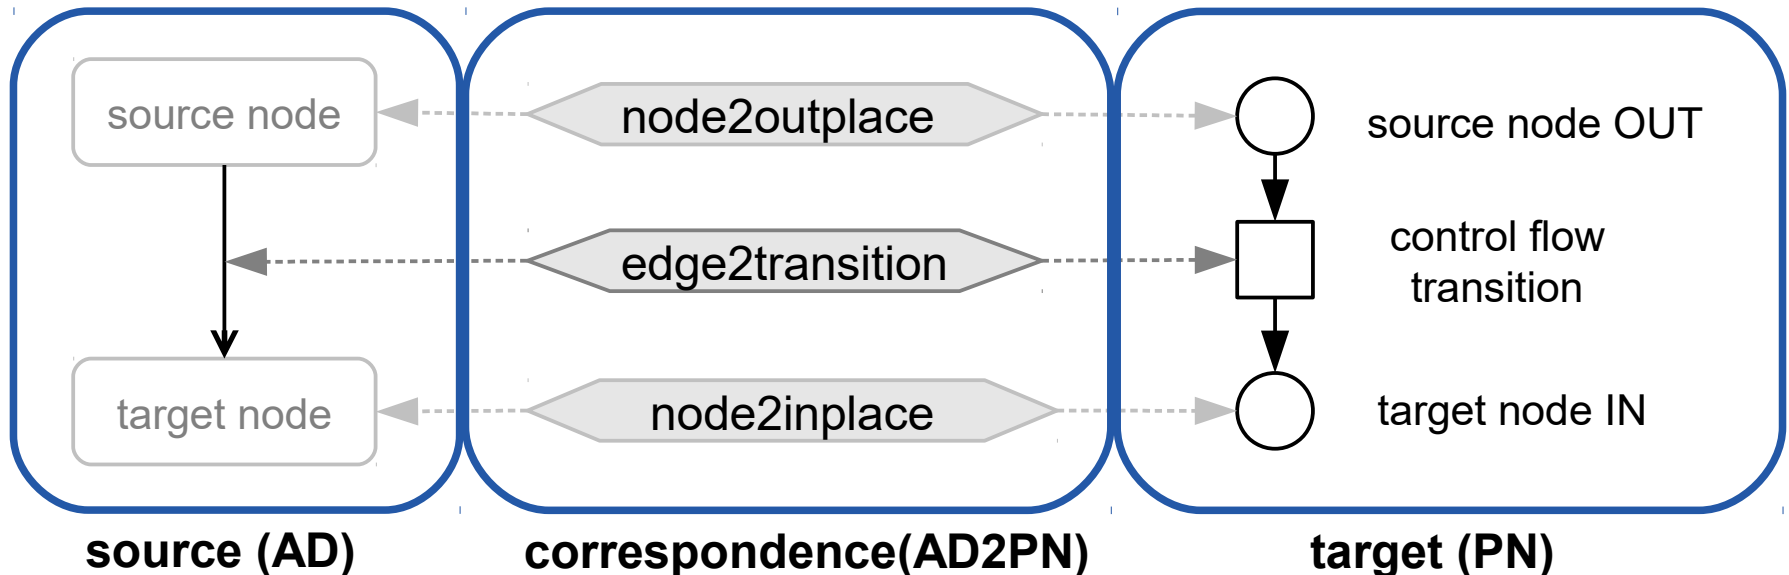 source node
node2outplace
source node OUT
edge2transition
control flow
transition
target node
node2inplace
target node IN
source (AD)
correspondence(AD2PN)
target (PN)